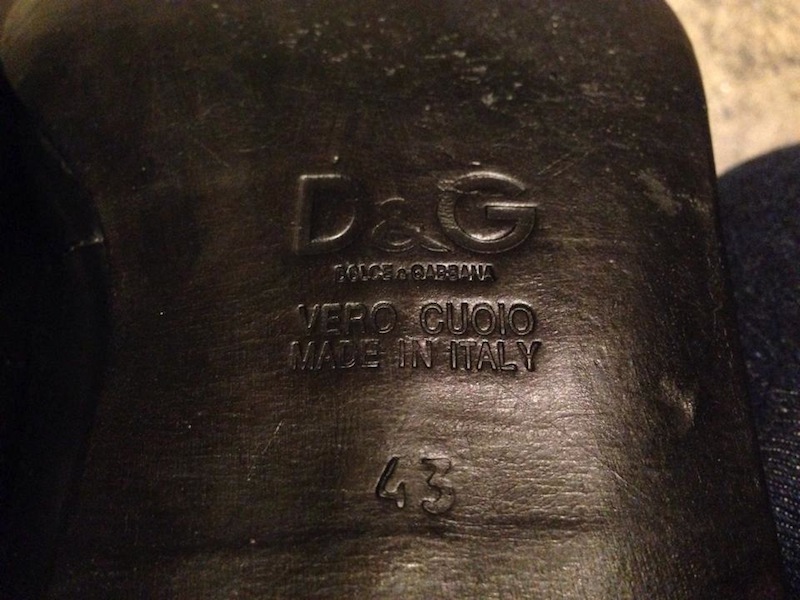 D&G
DOLCE & GABBANA
VERO CUOIO
MADE IN ITALY
43